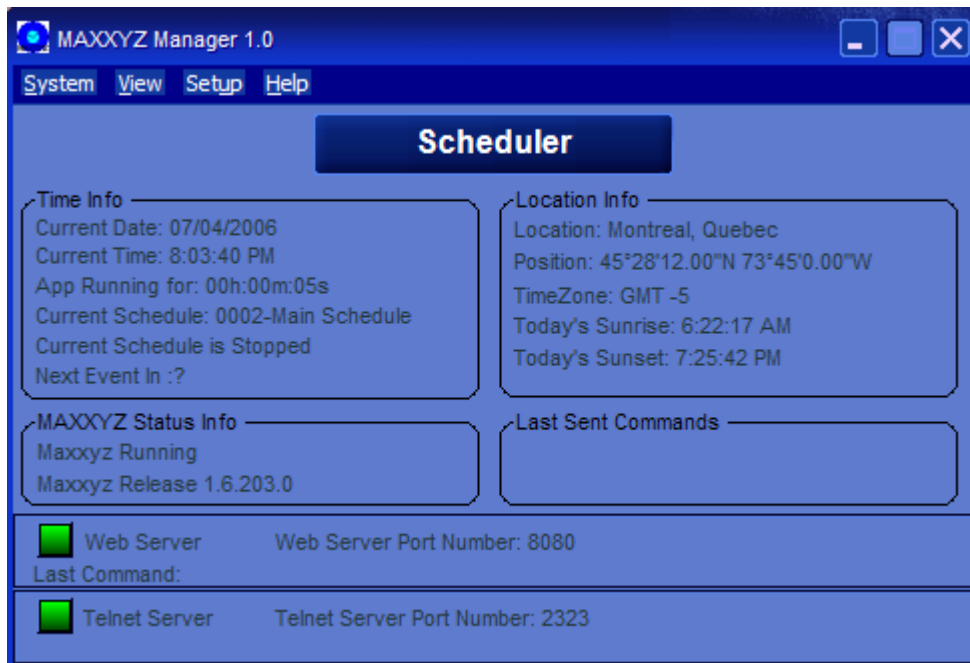 MAXXYZ Manager 1.0
System View Setup Help
Scheduler
Time Info
Current Date: 07/04/2006
Current Time: 8:03:40 PM
App Running for: 00h:00m:05s
Current Schedule: 0002-Main Schedule
Current Schedule is Stopped
Next Event In :?
Location Info
Location: Montreal, Quebec
Position: 45°28'12.00"N 73°45'0.00"W
TimeZone: GMT -5
Today's Sunrise: 6:22:17 AM
Today's Sunset: 7:25:42 PM
MAXXYZ Status Info
Maxxyz Running
Maxxyz Release 1.6.203.0
Last Sent Commands
Web Server Web Server Port Number: 8080
Last Command:
Telnet Server Telnet Server Port Number: 2323